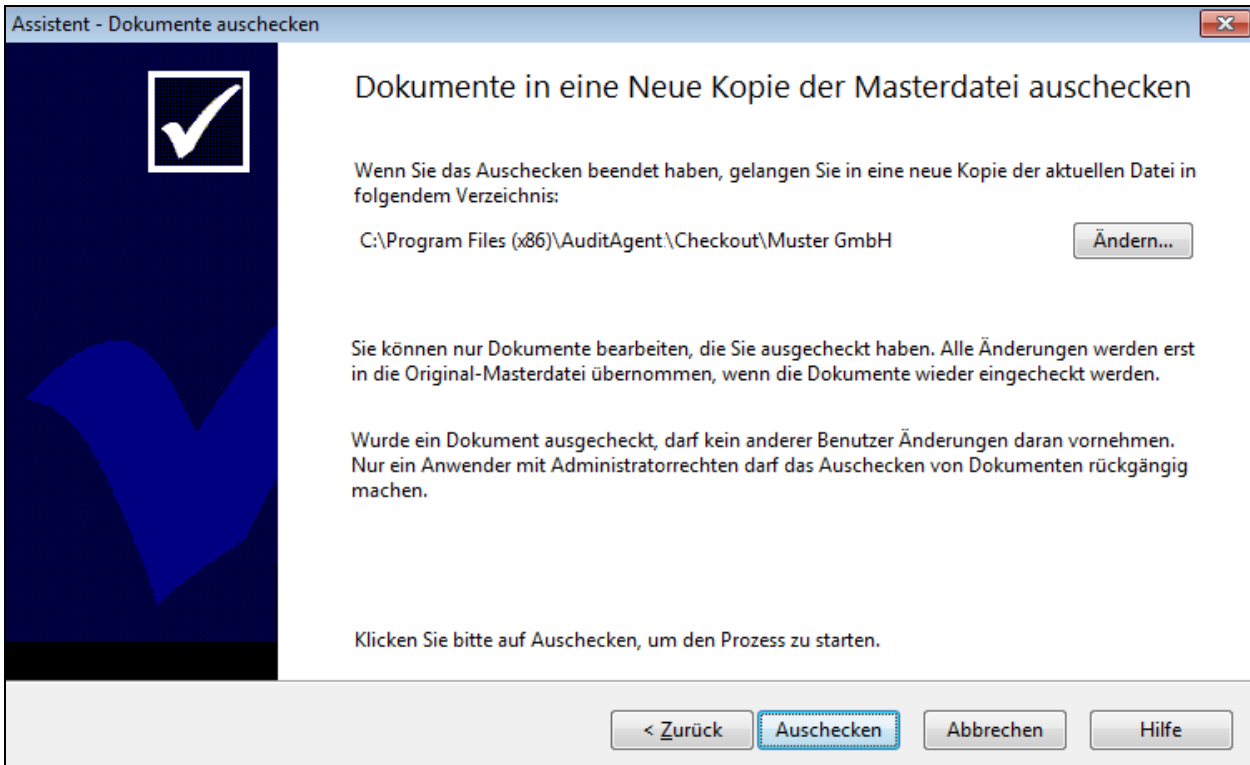 Assistent - Dokumente auschecken
Dokumente in eine Neue Kopie der Masterdatei auschecken
Wenn Sie das Auschecken beendet haben, gelangen Sie in eine neue Kopie der aktuellen Datei in
folgendem Verzeichnis:
C:\Program Files (x86)\AuditAgent\Checkout\Muster GmbH
Ändern...
Sie können nur Dokumente bearbeiten, die Sie ausgecheckt haben. Alle Änderungen werden erst
in die Original-Masterdatei übernommen, wenn die Dokumente wieder eingecheckt werden.
Wurde ein Dokument ausgecheckt, darf kein anderer Benutzer Änderungen daran vornehmen.
Nur ein Anwender mit Administratorrechten darf das Auschecken von Dokumenten rückgängig
machen.
Klicken Sie bitte auf Auschecken, um den Prozess zu starten.
< Zurück Auschecken Abbrechen Hilfe